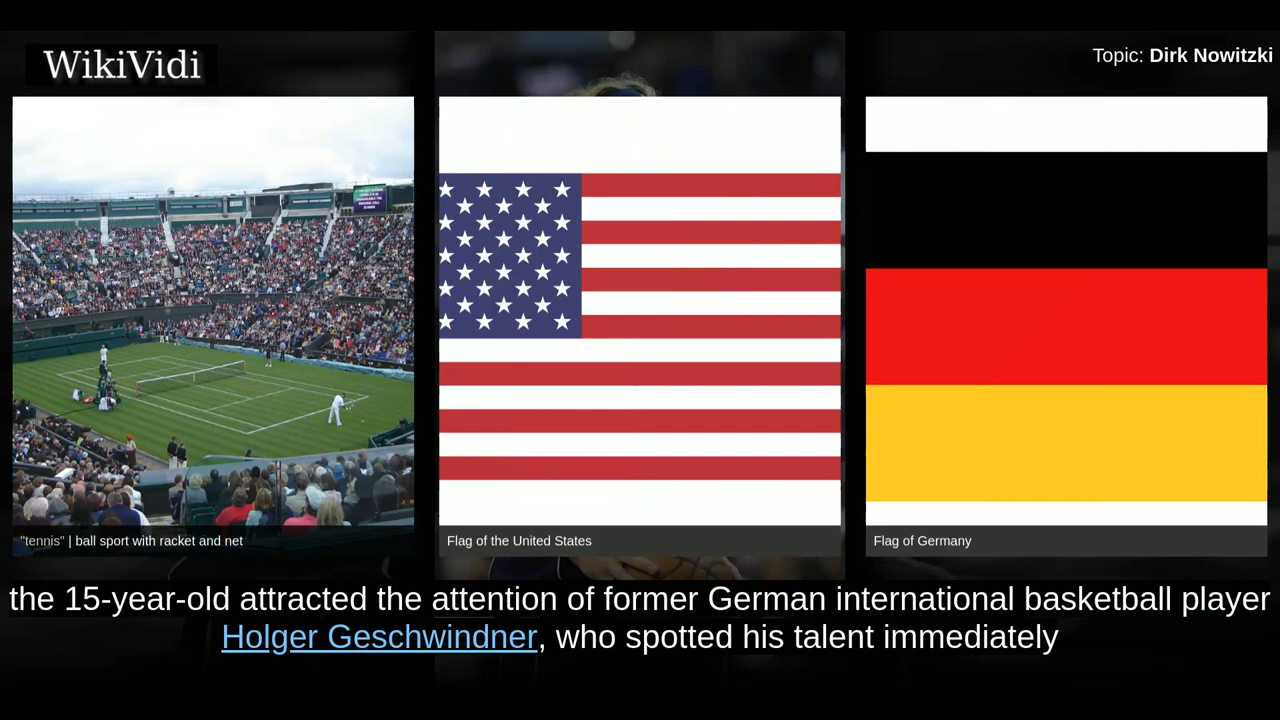 WikiVidi
Topic: Dirk Nowitzki
"tennis" | ball sport with racket and net
Flag of the United States
Flag of Germany
the 15-year-old attracted the attention of former German international basketball player
Holger Geschwindner, who spotted his talent immediately